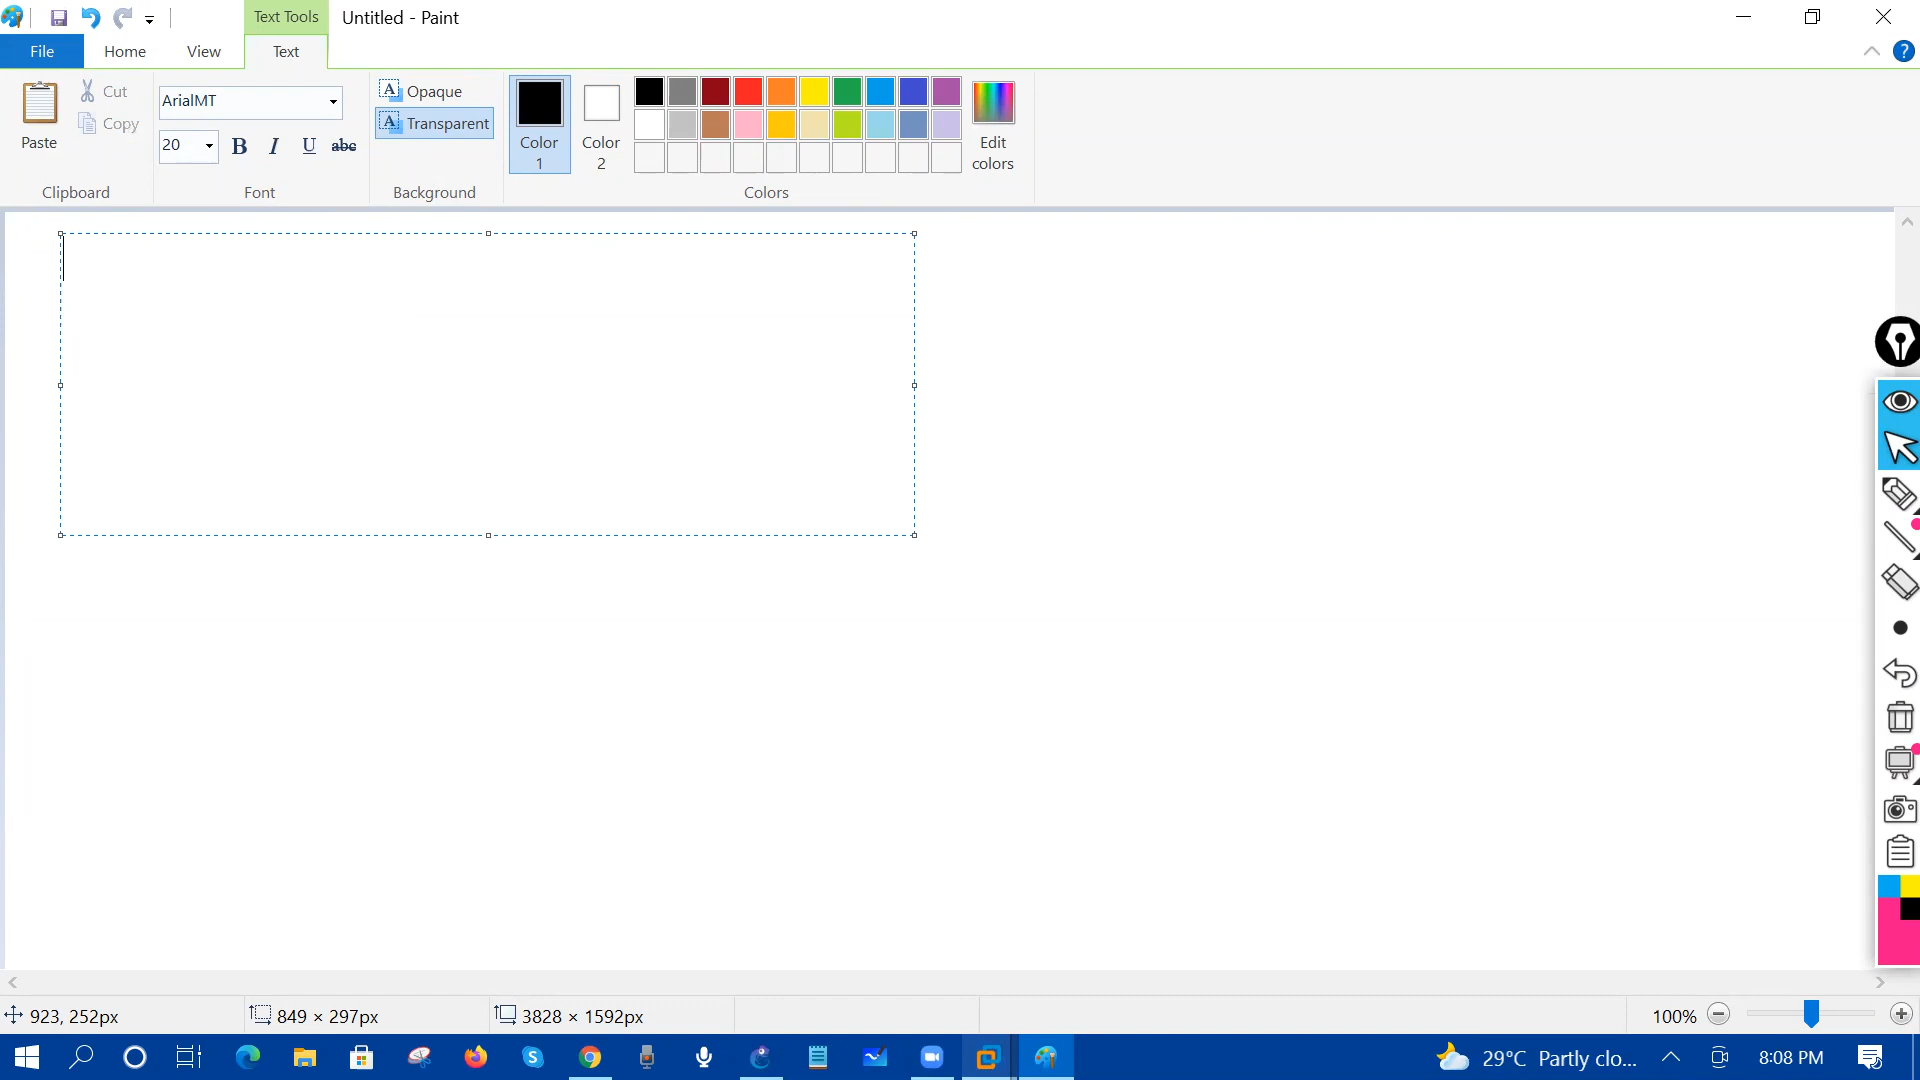 Text Tools
Untitled - Paint
File
Home
View
Text
?
Paste
Cut
Copy
Clipboard
ArialMT
20
B
I
U
abc
Font
A Opaque
A Transparent
Background
Color 1
Color 2
Edit colors
Colors
923, 252px
849 × 297px
3828 × 1592px
100%
29°C Partly clo...
8:08 PM